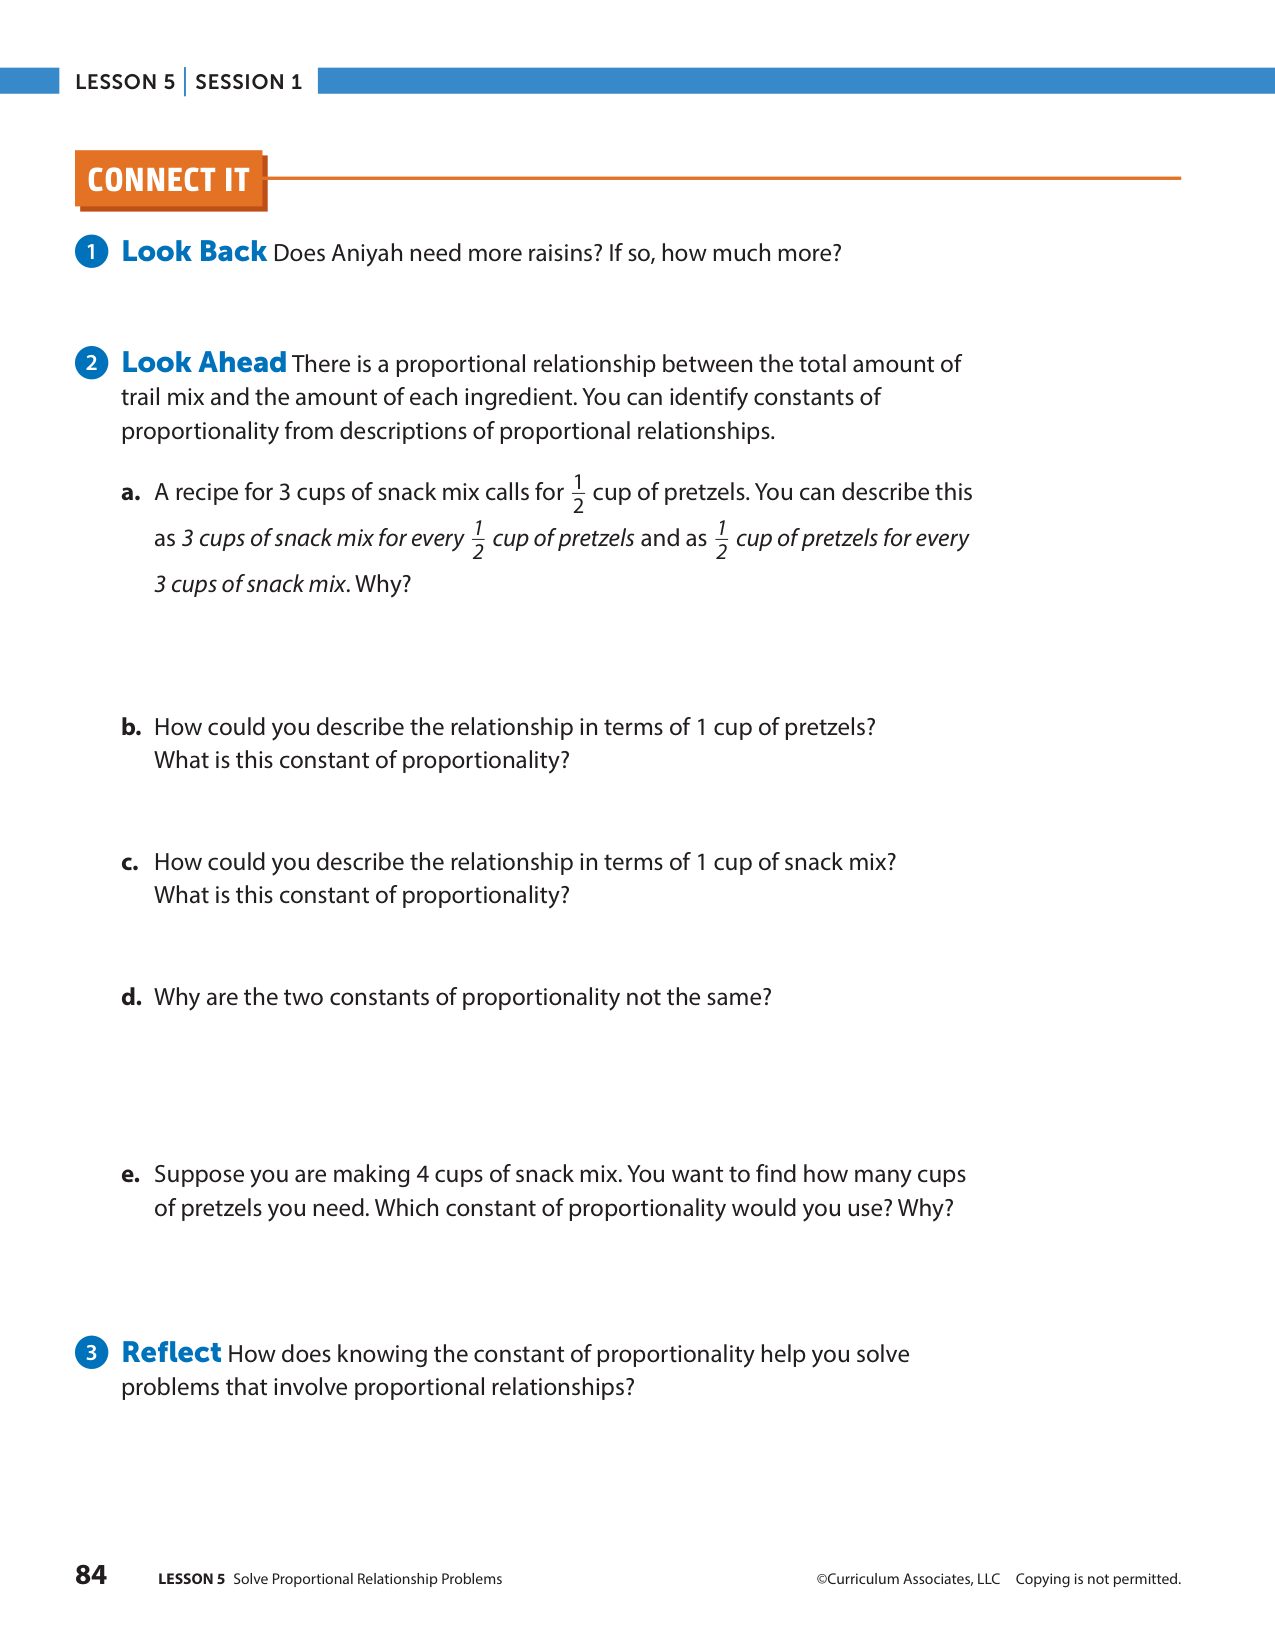 LESSON 5 | SESSION 1
CONNECT IT
1 Look Back Does Aniyah need more raisins? If so, how much more?
2 Look Ahead There is a proportional relationship between the total amount of
trail mix and the amount of each ingredient. You can identify constants of
proportionality from descriptions of proportional relationships.
a. A recipe for 3 cups of snack mix calls for 1/2 cup of pretzels. You can describe this
as 3 cups of snack mix for every 1/2 cup of pretzels and as 1/2 cup of pretzels for every
3 cups of snack mix. Why?
b. How could you describe the relationship in terms of 1 cup of pretzels?
What is this constant of proportionality?
c. How could you describe the relationship in terms of 1 cup of snack mix?
What is this constant of proportionality?
d. Why are the two constants of proportionality not the same?
e. Suppose you are making 4 cups of snack mix. You want to find how many cups
of pretzels you need. Which constant of proportionality would you use? Why?
3 Reflect How does knowing the constant of proportionality help you solve
problems that involve proportional relationships?
84 LESSON 5 Solve Proportional Relationship Problems ©Curriculum Associates, LLC Copying is not permitted.